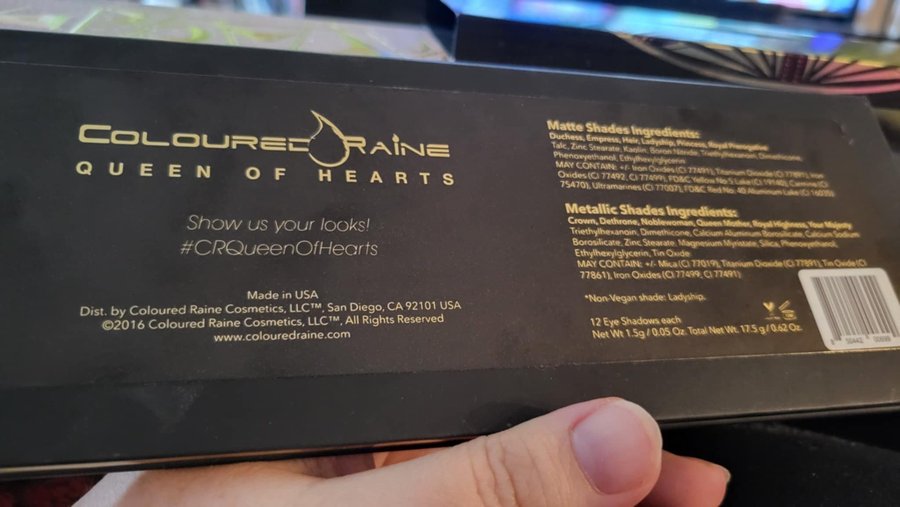 COLOURED RAINE
QUEEN OF HEARTS
Show us your looks!
#CRQueenOfHearts
Made in USA
Dist. by Coloured Raine Cosmetics, LLC™, San Diego, CA 92101 USA
©2016 Coloured Raine Cosmetics, LLC™, All Rights Reserved
www.colouredraine.com
Matte Shades Ingredients:
Duchess, Empress, Heir, Ladyship, Princess, Royal Prerogative
Talc, Zinc Stearate, Kaolin, Boron Nitride, Triethylhexanoin, Dimethicone,
Phenoxyethanol, Ethylhexylglycerin
MAY CONTAIN: +/- Iron Oxides (CI 77491), Titanium Dioxide (CI 77891), Iron
Oxides (CI 77492, CI 77499), FD&C Yellow No 5 Lake (CI 19140), Carmine (CI
75470), Ultramarines (CI 77007), FD&C Red No. 40 Aluminum Lake (CI 16035)
Metallic Shades Ingredients:
Crown, Dethrone, Noblewoman, Queen Mother, Royal Highness, Your Majesty
Triethylhexanoin, Dimethicone, Calcium Aluminum Borosilicate, Calcium Sodium
Borosilicate, Zinc Stearate, Magnesium Myristate, Silica, Phenoxyethanol,
Ethylhexylglycerin, Tin Oxide
MAY CONTAIN: +/- Mica (CI 77019), Titanium Dioxide (CI 77891), Tin Oxide (CI
77861), Iron Oxides (CI 77499, CI 77491)
*Non-Vegan shade: Ladyship.
12 Eye Shadows each
Net Wt 1.5g / 0.05 Oz. Total Net Wt. 17.5 g / 0.62 Oz.